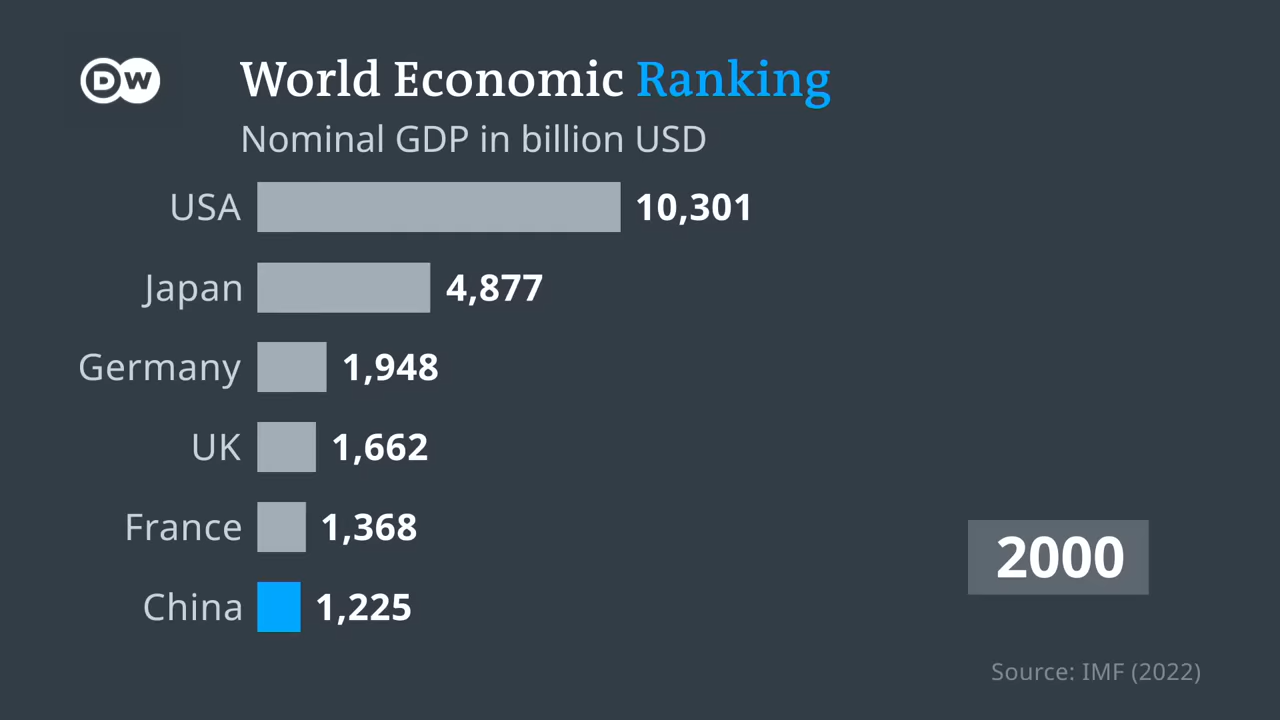 DW
World Economic Ranking
Nominal GDP in billion USD
USA 10,301
Japan 4,877
Germany 1,948
UK 1,662
France 1,368
China 1,225
2000
Source: IMF (2022)